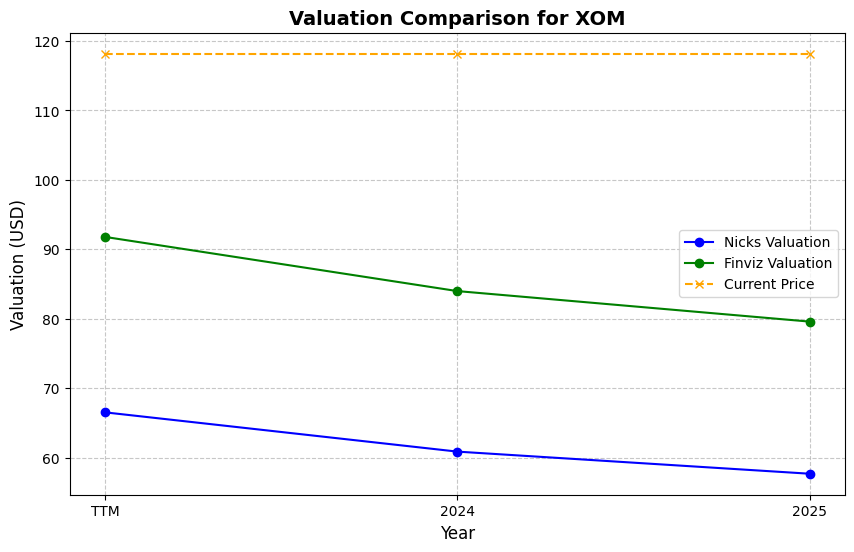 Valuation Comparison for XOM
120
110
100
90
80
70
60
Valuation (USD)
Nicks Valuation
Finviz Valuation
Current Price
TTM
2024
2025
Year